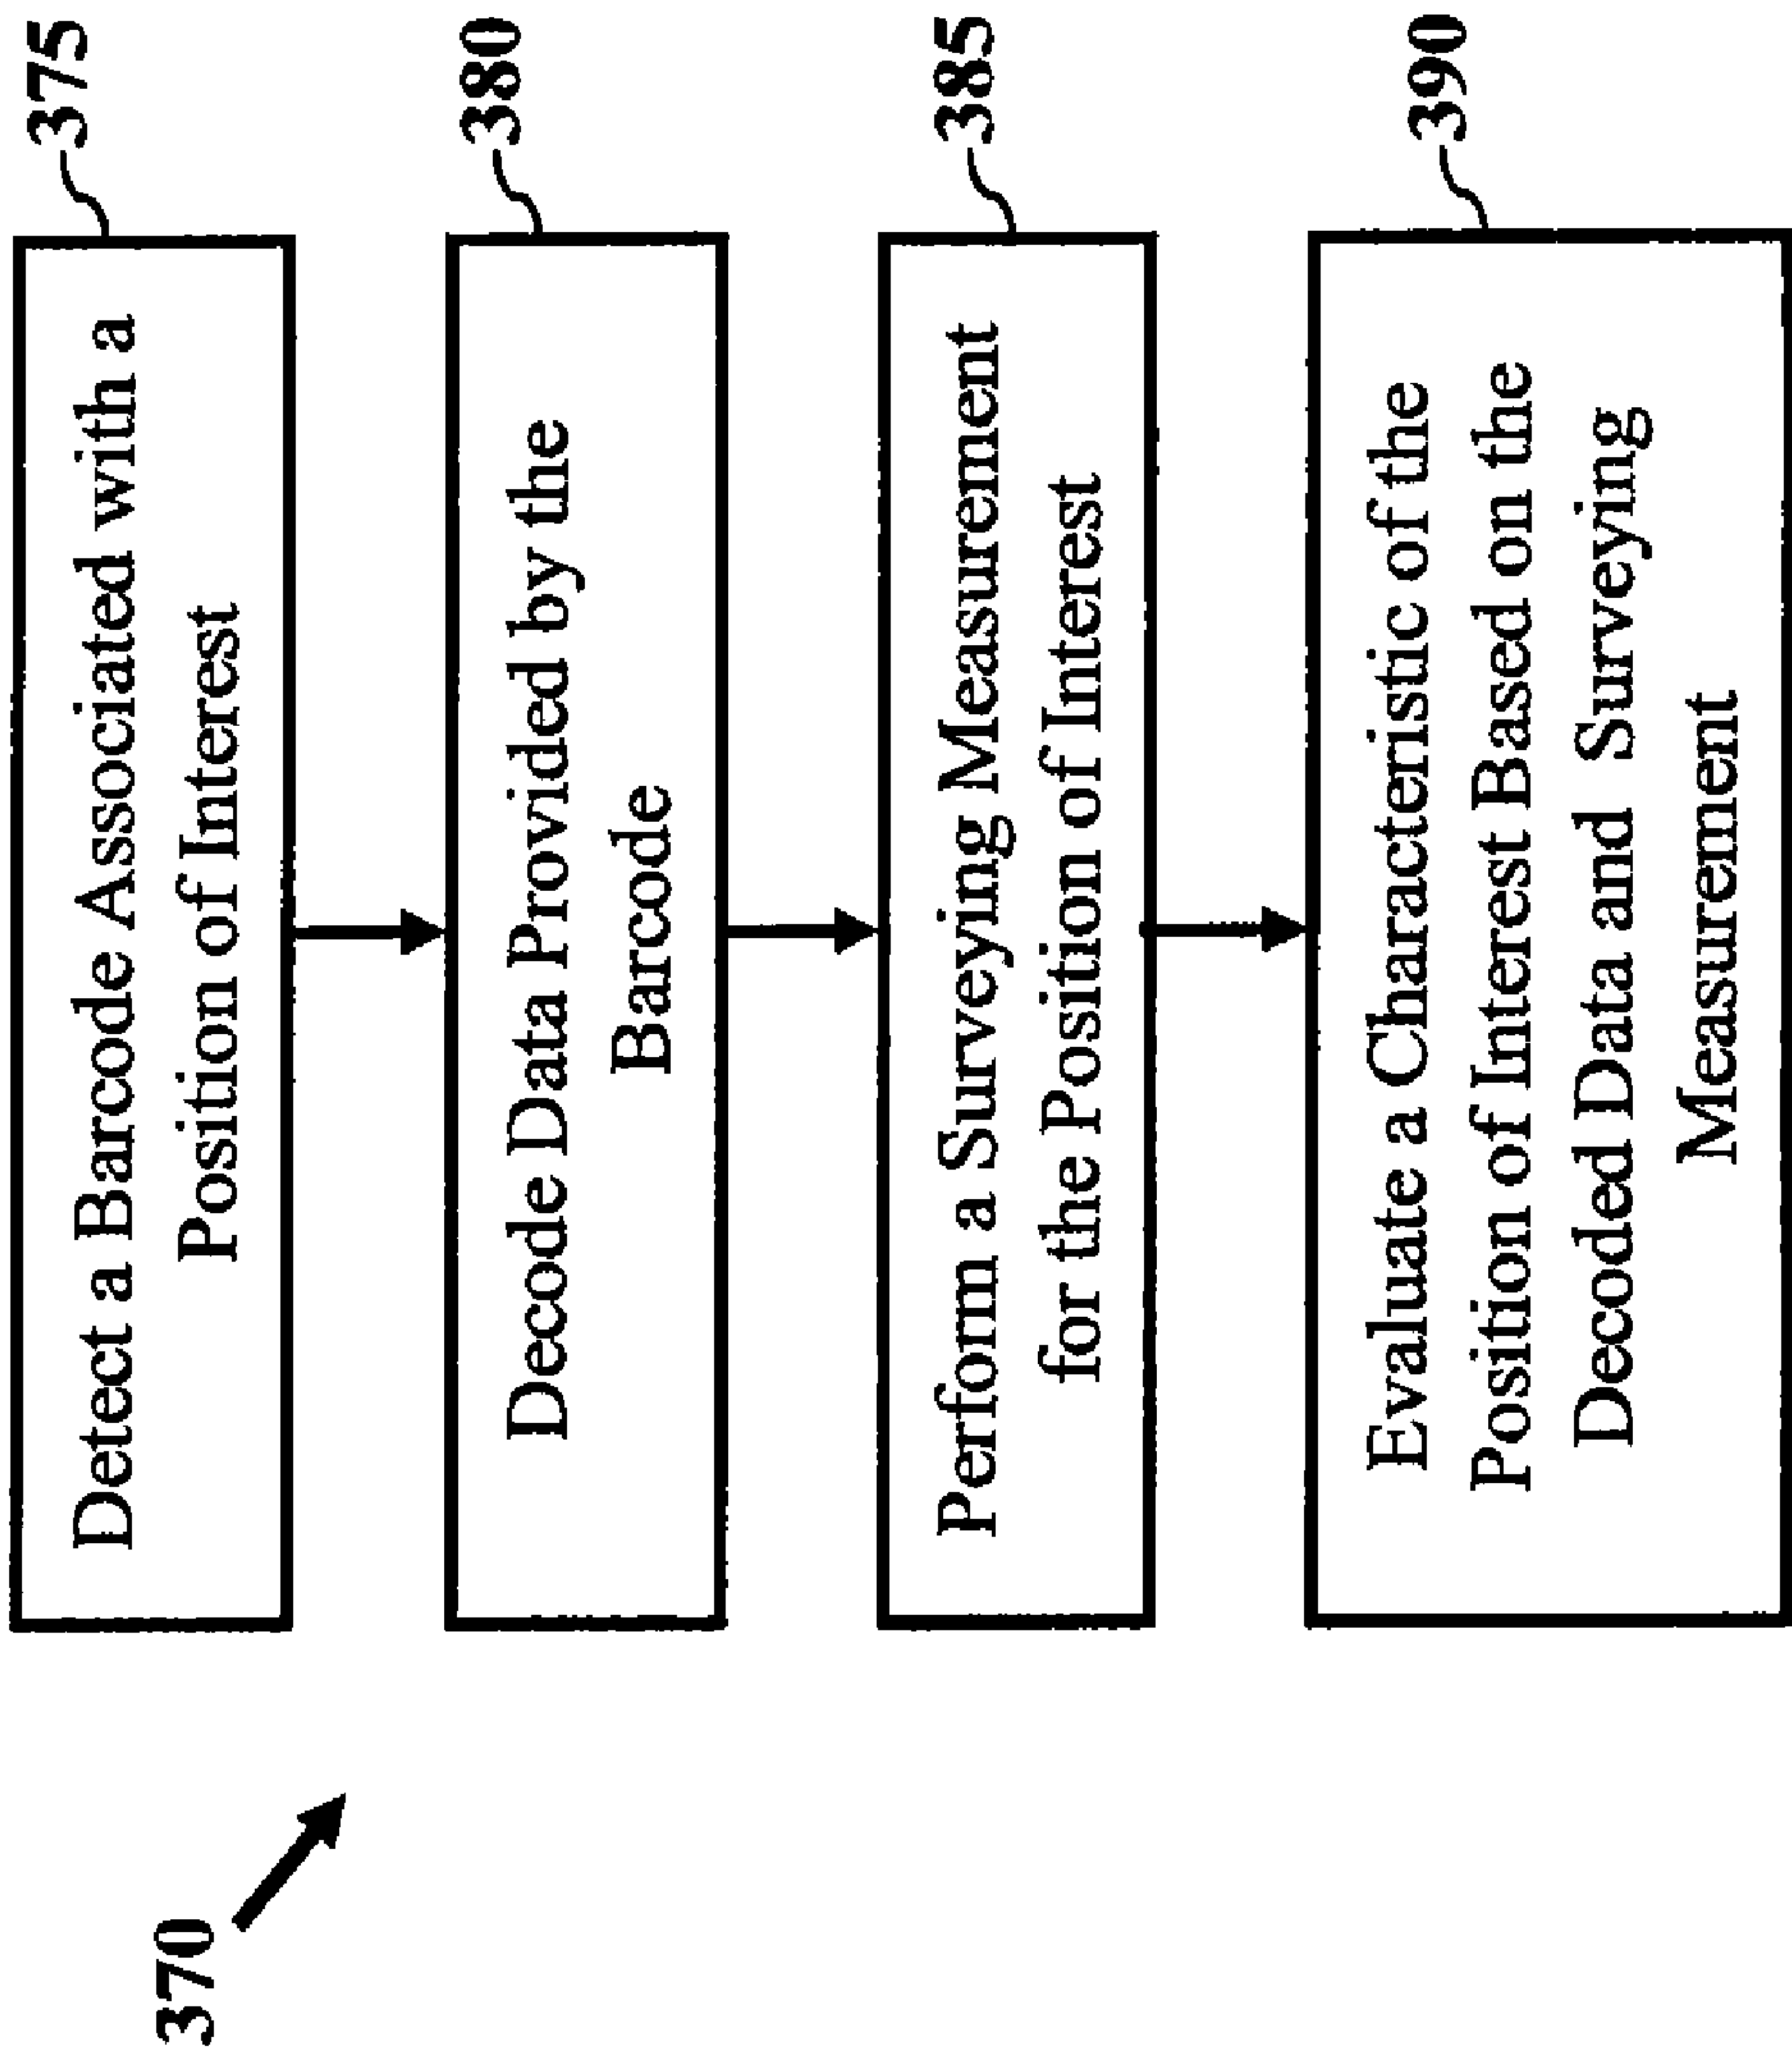 370
375
Detect a Barcode Associated with a
Position of Interest
380
Decode Data Provided by the
Barcode
385
Perform a Surveying Measurement
for the Position of Interest
390
Evaluate a Characteristic of the
Position of Interest Based on the
Decoded Data and Surveying
Measurement